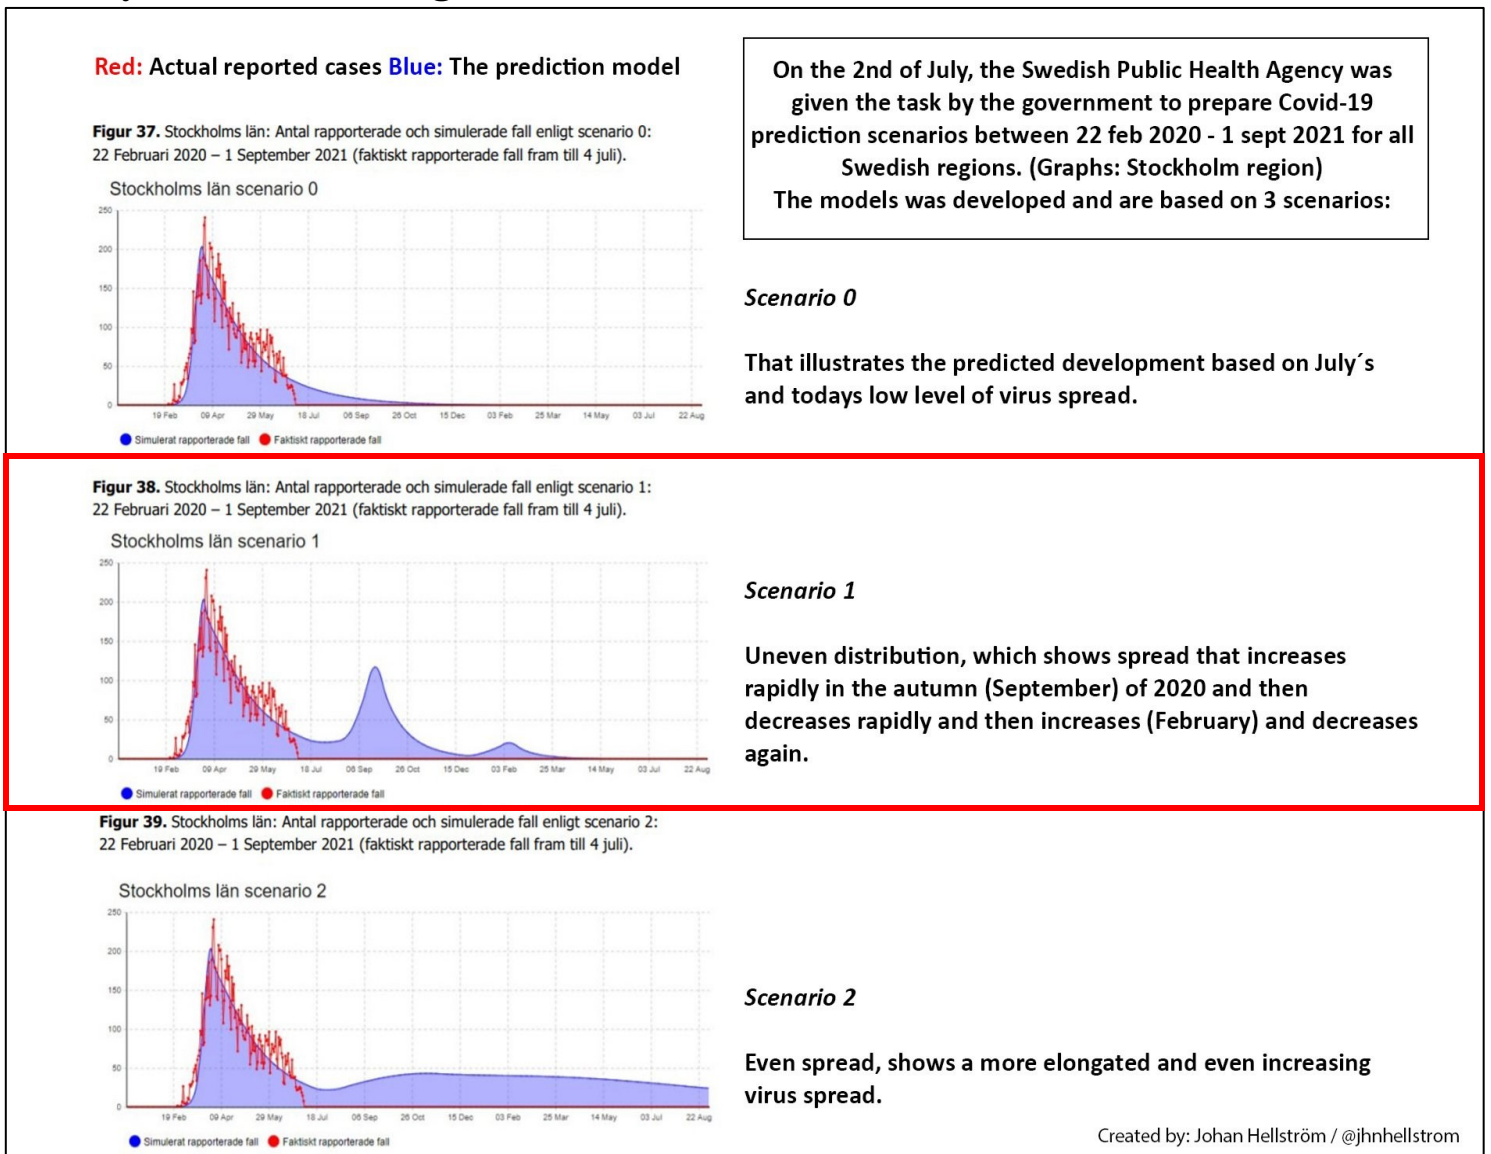 Red: Actual reported cases Blue: The prediction model
On the 2nd of July, the Swedish Public Health Agency was
given the task by the government to prepare Covid-19
prediction scenarios between 22 feb 2020 - 1 sept 2021 for all
Swedish regions. (Graphs: Stockholm region)
The models was developed and are based on 3 scenarios:
Figur 37. Stockholms län: Antal rapporterade och simulerade fall enligt scenario 0:
22 Februari 2020 – 1 September 2021 (faktiskt rapporterade fall fram till 4 juli).
Stockholms län scenario 0
250
200
150
100
50
0
19 Feb 09 Apr 29 May 18 Jul 06 Sep 26 Oct 15 Dec 03 Feb 25 Mar 14 May 03 Jul 22 Aug
Simulerat rapporterade fall Faktiskt rapporterade fall
Scenario 0
That illustrates the predicted development based on July´s
and todays low level of virus spread.
Figur 38. Stockholms län: Antal rapporterade och simulerade fall enligt scenario 1:
22 Februari 2020 – 1 September 2021 (faktiskt rapporterade fall fram till 4 juli).
Stockholms län scenario 1
250
200
150
100
50
0
19 Feb 09 Apr 29 May 18 Jul 06 Sep 26 Oct 15 Dec 03 Feb 25 Mar 14 May 03 Jul 22 Aug
Simulerat rapporterade fall Faktiskt rapporterade fall
Scenario 1
Uneven distribution, which shows spread that increases
rapidly in the autumn (September) of 2020 and then
decreases rapidly and then increases (February) and decreases
again.
Figur 39. Stockholms län: Antal rapporterade och simulerade fall enligt scenario 2:
22 Februari 2020 – 1 September 2021 (faktiskt rapporterade fall fram till 4 juli).
Stockholms län scenario 2
250
200
150
100
50
0
19 Feb 09 Apr 29 May 18 Jul 06 Sep 26 Oct 15 Dec 03 Feb 25 Mar 14 May 03 Jul 22 Aug
Simulerat rapporterade fall Faktiskt rapporterade fall
Scenario 2
Even spread, shows a more elongated and even increasing
virus spread.
Created by: Johan Hellström / @jhnhellstrom